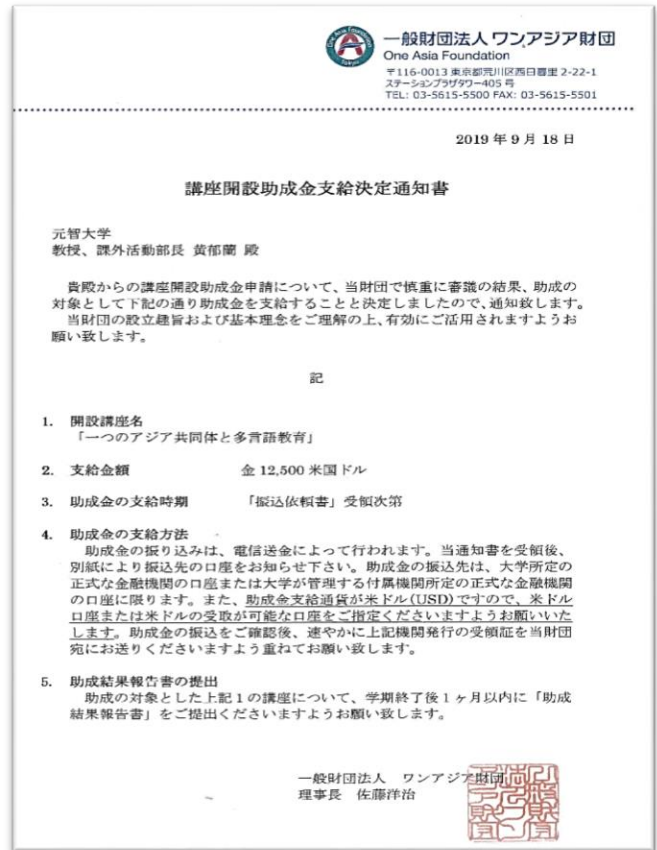 One Asia Foundation
Tokyo
一般財団法人 ワンアジア財団
One Asia Foundation
〒116-0013 東京都荒川区西日暮里 2-22-1
ステーションプラザタワー405 号
TEL: 03-5615-5500 FAX: 03-5615-5501
2019 年 9 月 18 日
講座開設助成金支給決定通知書
元智大学
教授、課外活動部長 黄郁蘭 殿
貴殿からの講座開設助成金申請について、当財団で慎重に審議の結果、助成の
対象として下記の通り助成金を支給することと決定しましたので、通知致します。
当財団の設立趣旨および基本理念をご理解の上、有効にご活用されますようお
願い致します。
記
1. 開設講座名
「一つのアジア共同体と多言語教育」
2. 支給金額 金 12,500 米国ドル
3. 助成金の支給時期 「振込依頼書」受領次第
4. 助成金の支給方法
助成金の振り込みは、電信送金によって行われます。当通知書を受領後、
別紙により振込先の口座をお知らせ下さい。助成金の振込先は、大学所定の
正式な金融機関の口座または大学が管理する付属機関所定の正式な金融機関
の口座に限ります。また、助成金支給通貨が米ドル(USD)ですので、米ドル
口座または米ドルの受取が可能な口座をご指定くださいますようお願いいた
します。助成金の振込をご確認後、速やかに上記機関発行の受領証を当財団
宛にお送りくださいますよう重ねてお願い致します。
5. 助成結果報告書の提出
助成の対象とした上記 1 の講座について、学期終了後 1 ヶ月以内に「助成
結果報告書」をご提出くださいますようお願い致します。
一般財団法人 ワンアジア財団
理事長 佐藤洋治